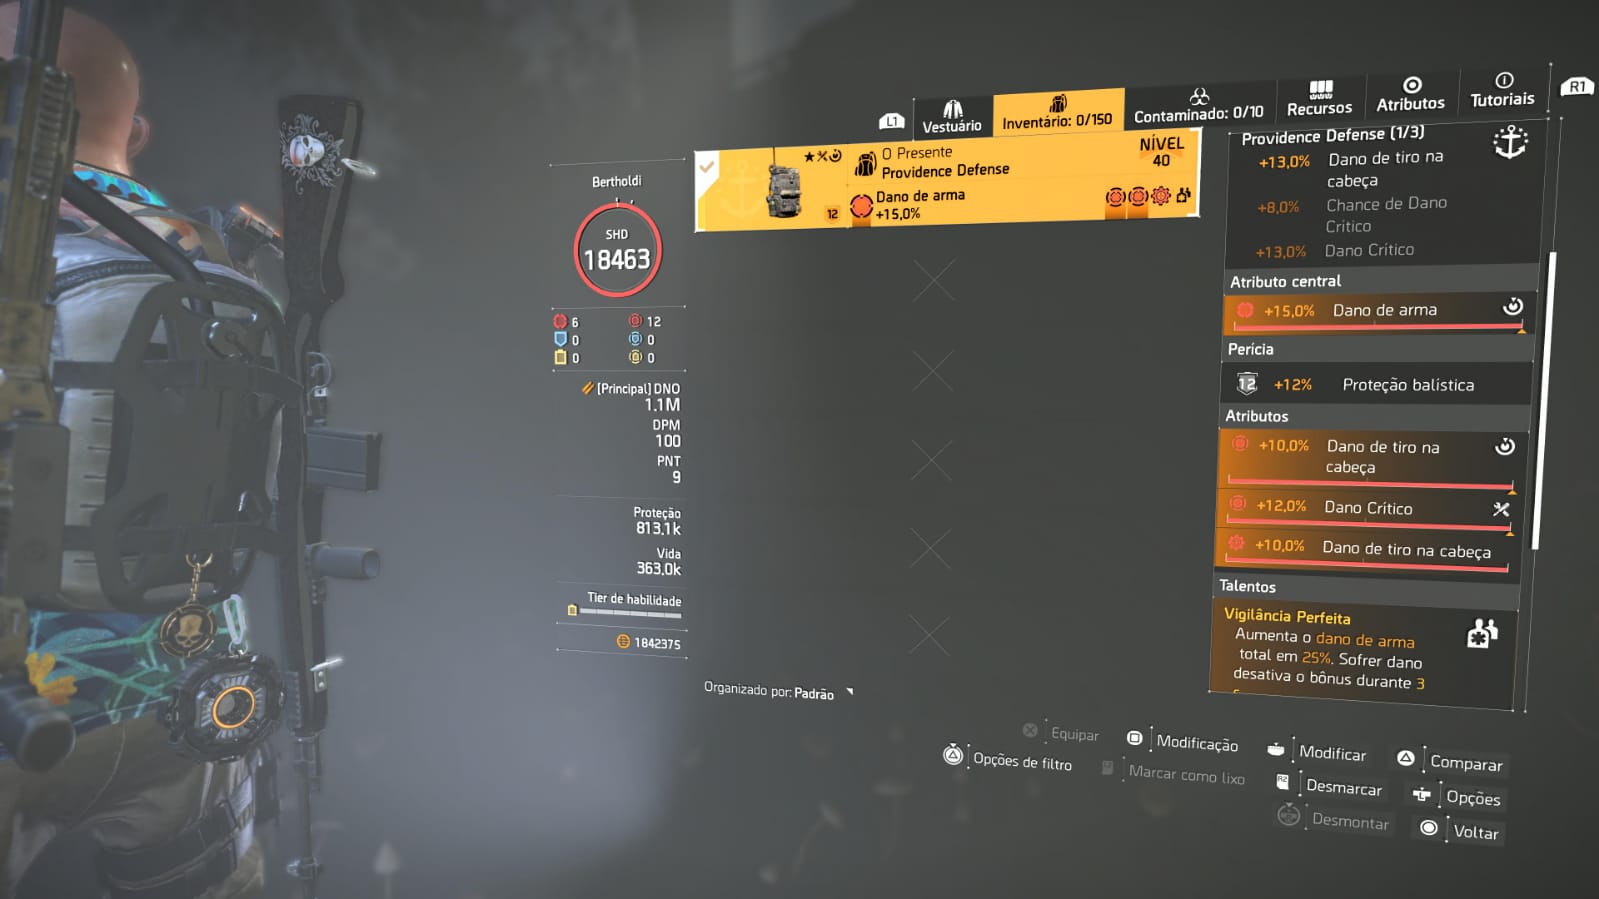 L1
Vestuário
Inventário: 0/150
Contaminado: 0/10
Recursos
Atributos
Tutoriais
R1
Bertholdi
SHD
18463
6
12
0
0
0
0
[Principal] DNO
1.1M
DPM
100
PNT
9
Proteção
813,1k
Vida
363,0k
Tier de habilidade
1842375
12
O Presente
Providence Defense
Dano de arma
+15,0%
NÍVEL
40
Organizado por: Padrão
Providence Defense (1/3)
+13,0% Dano de tiro na
cabeça
+8,0% Chance de Dano
Crítico
+13,0% Dano Crítico
Atributo central
+15,0% Dano de arma
Perícia
12 +12% Proteção balística
Atributos
+10,0% Dano de tiro na
cabeça
+12,0% Dano Crítico
+10,0% Dano de tiro na cabeça
Talentos
Vigilância Perfeita
Aumenta o dano de arma
total em 25%. Sofrer dano
desativa o bônus durante 3
Equipar
Modificação
Modificar
Comparar
Opções de filtro
Marcar como lixo
R2
Desmarcar
Opções
Desmontar
Voltar